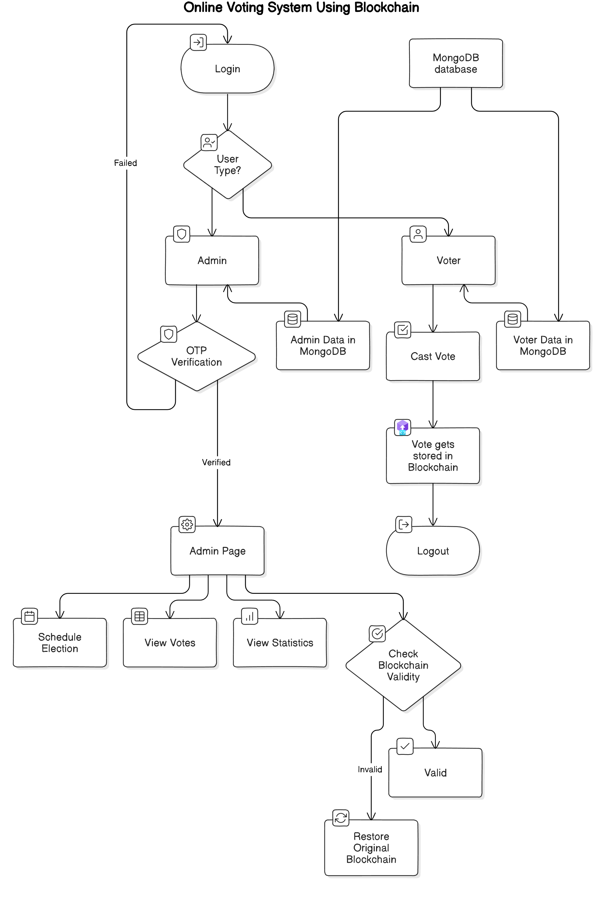 Online Voting System Using Blockchain
Login
MongoDB
database
User
Type?
Failed
Admin
Voter
OTP
Verification
Admin Data in
MongoDB
Cast Vote
Voter Data in
MongoDB
Vote gets
stored in
Blockchain
Verified
Admin Page
Logout
Schedule
Election
View Votes
View Statistics
Check
Blockchain
Validity
Invalid
Valid
Restore
Original
Blockchain